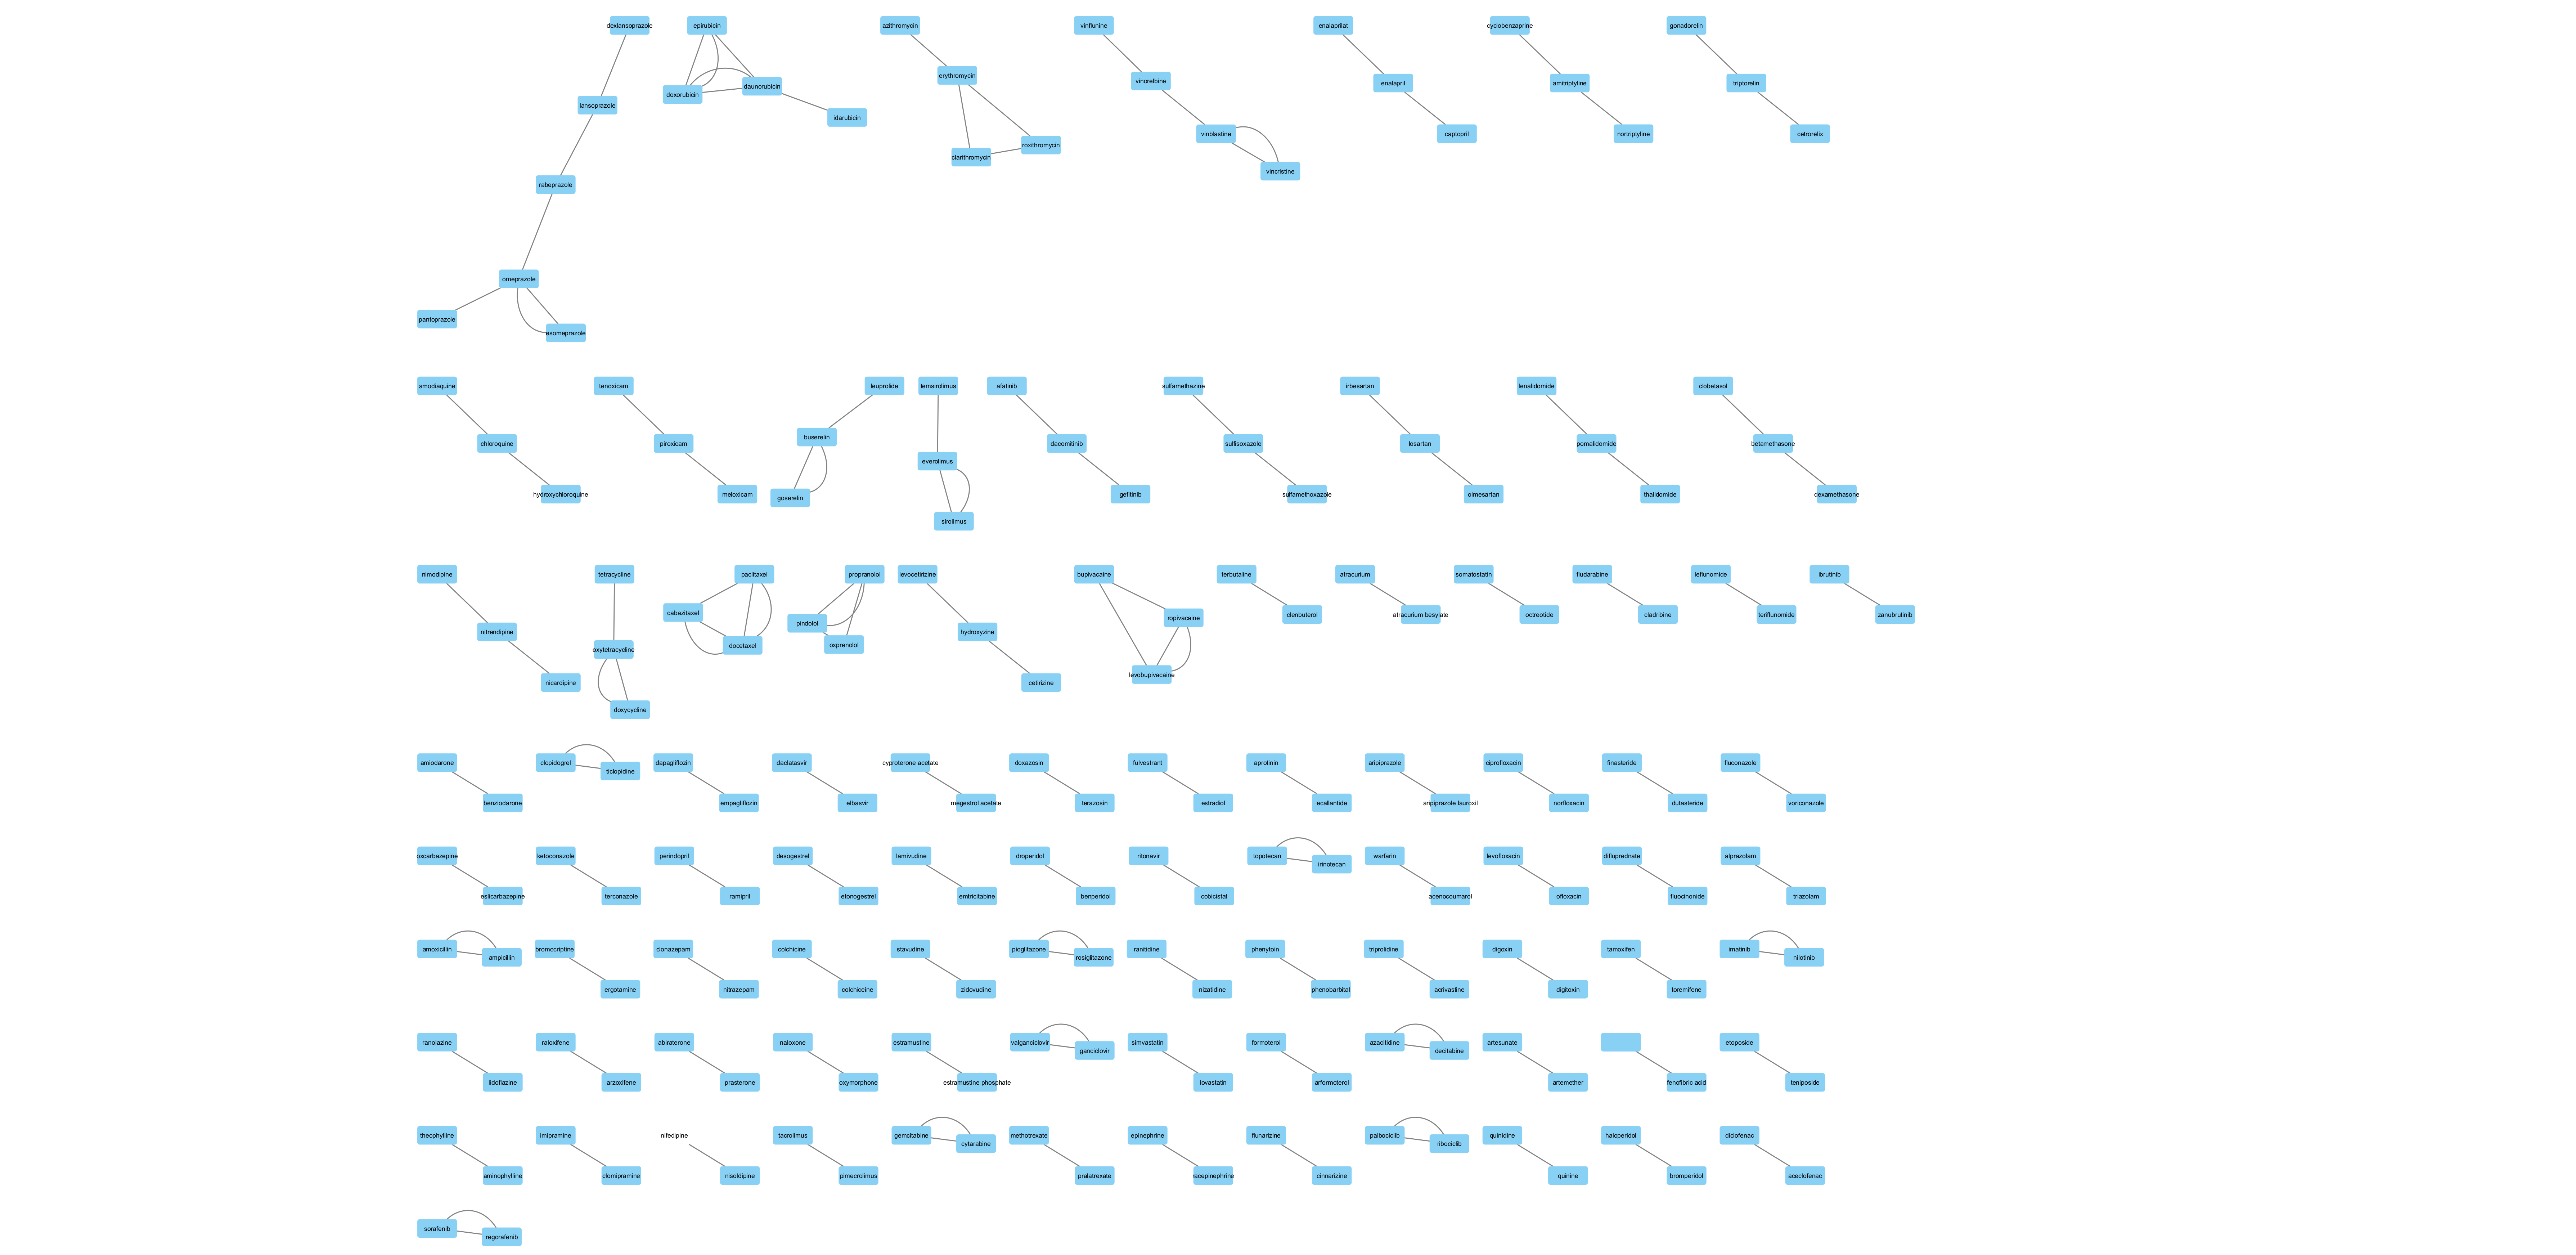 dexlansoprazole
epirubicin
azithromycin
vinflunine
enalaprilat
cyclobenzaprine
gonadorelin
erythromycin
vinorelbine
enalapril
amitriptyline
triptorelin
lansoprazole
doxorubicin
daunorubicin
idarubicin
vinblastine
captopril
nortriptyline
cetrorelix
clarithromycin
roxithromycin
vincristine
rabeprazole
omeprazole
pantoprazole
esomeprazole
amodiaquine
tenoxicam
leuprolide
temsirolimus
afatinib
sulfamethazine
irbesartan
lenalidomide
clobetasol
chloroquine
piroxicam
buserelin
everolimus
dacomitinib
sulfisoxazole
losartan
pomalidomide
betamethasone
hydroxychloroquine
meloxicam
goserelin
sirolimus
gefitinib
sulfamethoxazole
olmesartan
thalidomide
dexamethasone
nimodipine
tetracycline
paclitaxel
propranolol
levocetirizine
bupivacaine
terbutaline
atracurium
somatostatin
fludarabine
leflunomide
ibrutinib
cabazitaxel
pindolol
ropivacaine
clenbuterol
atracurium besylate
octreotide
cladribine
teriflunomide
zanubrutinib
nitrendipine
oxytetracycline
docetaxel
oxprenolol
hydroxyzine
levobupivacaine
nicardipine
doxycycline
cetirizine
amiodarone
clopidogrel
dapagliflozin
daclatasvir
cyproterone acetate
doxazosin
fulvestrant
aprotinin
aripiprazole
ciprofloxacin
finasteride
fluconazole
benziodarone
ticlopidine
empagliflozin
elbasvir
megestrol acetate
terazosin
estradiol
ecallantide
aripiprazole lauroxil
norfloxacin
dutasteride
voriconazole
oxcarbazepine
ketoconazole
perindopril
desogestrel
lamivudine
droperidol
ritonavir
topotecan
warfarin
levofloxacin
difluprednate
alprazolam
eslicarbazepine
terconazole
ramipril
etonogestrel
emtricitabine
benperidol
cobicistat
irinotecan
acenocoumarol
ofloxacin
fluocinonide
triazolam
amoxicillin
bromocriptine
clonazepam
colchicine
stavudine
pioglitazone
ranitidine
phenytoin
triprolidine
digoxin
tamoxifen
imatinib
ampicillin
ergotamine
nitrazepam
colchiceine
zidovudine
rosiglitazone
nizatidine
phenobarbital
acrivastine
digitoxin
toremifene
nilotinib
ranolazine
raloxifene
abiraterone
naloxone
estramustine
valganciclovir
simvastatin
formoterol
azacitidine
artesunate
etoposide
lidoflazine
arzoxifene
prasterone
oxymorphone
estramustine phosphate
ganciclovir
lovastatin
arformoterol
decitabine
artemether
fenofibric acid
teniposide
theophylline
imipramine
nifedipine
tacrolimus
gemcitabine
methotrexate
epinephrine
flunarizine
palbociclib
quinidine
haloperidol
diclofenac
aminophylline
clomipramine
nisoldipine
pimecrolimus
cytarabine
pralatrexate
racepinephrine
cinnarizine
ribociclib
quinine
bromperidol
aceclofenac
sorafenib
regorafenib